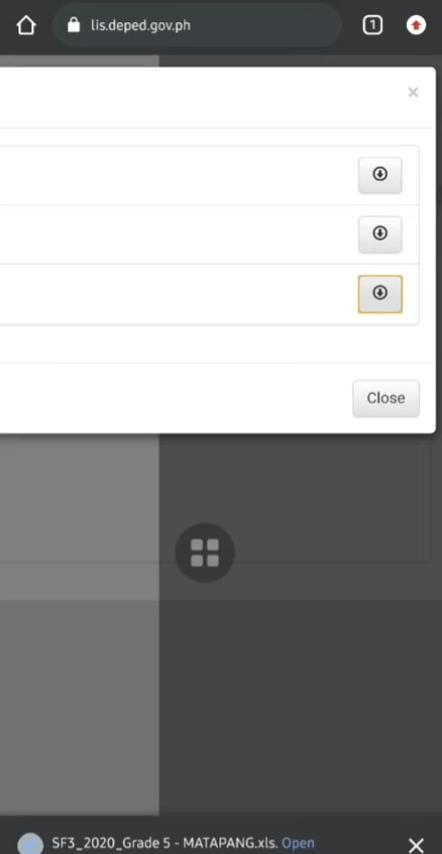 1
lis.deped.gov.ph
×
Close
SF3_2020_Grade 5 - MATAPANG.xls. Open